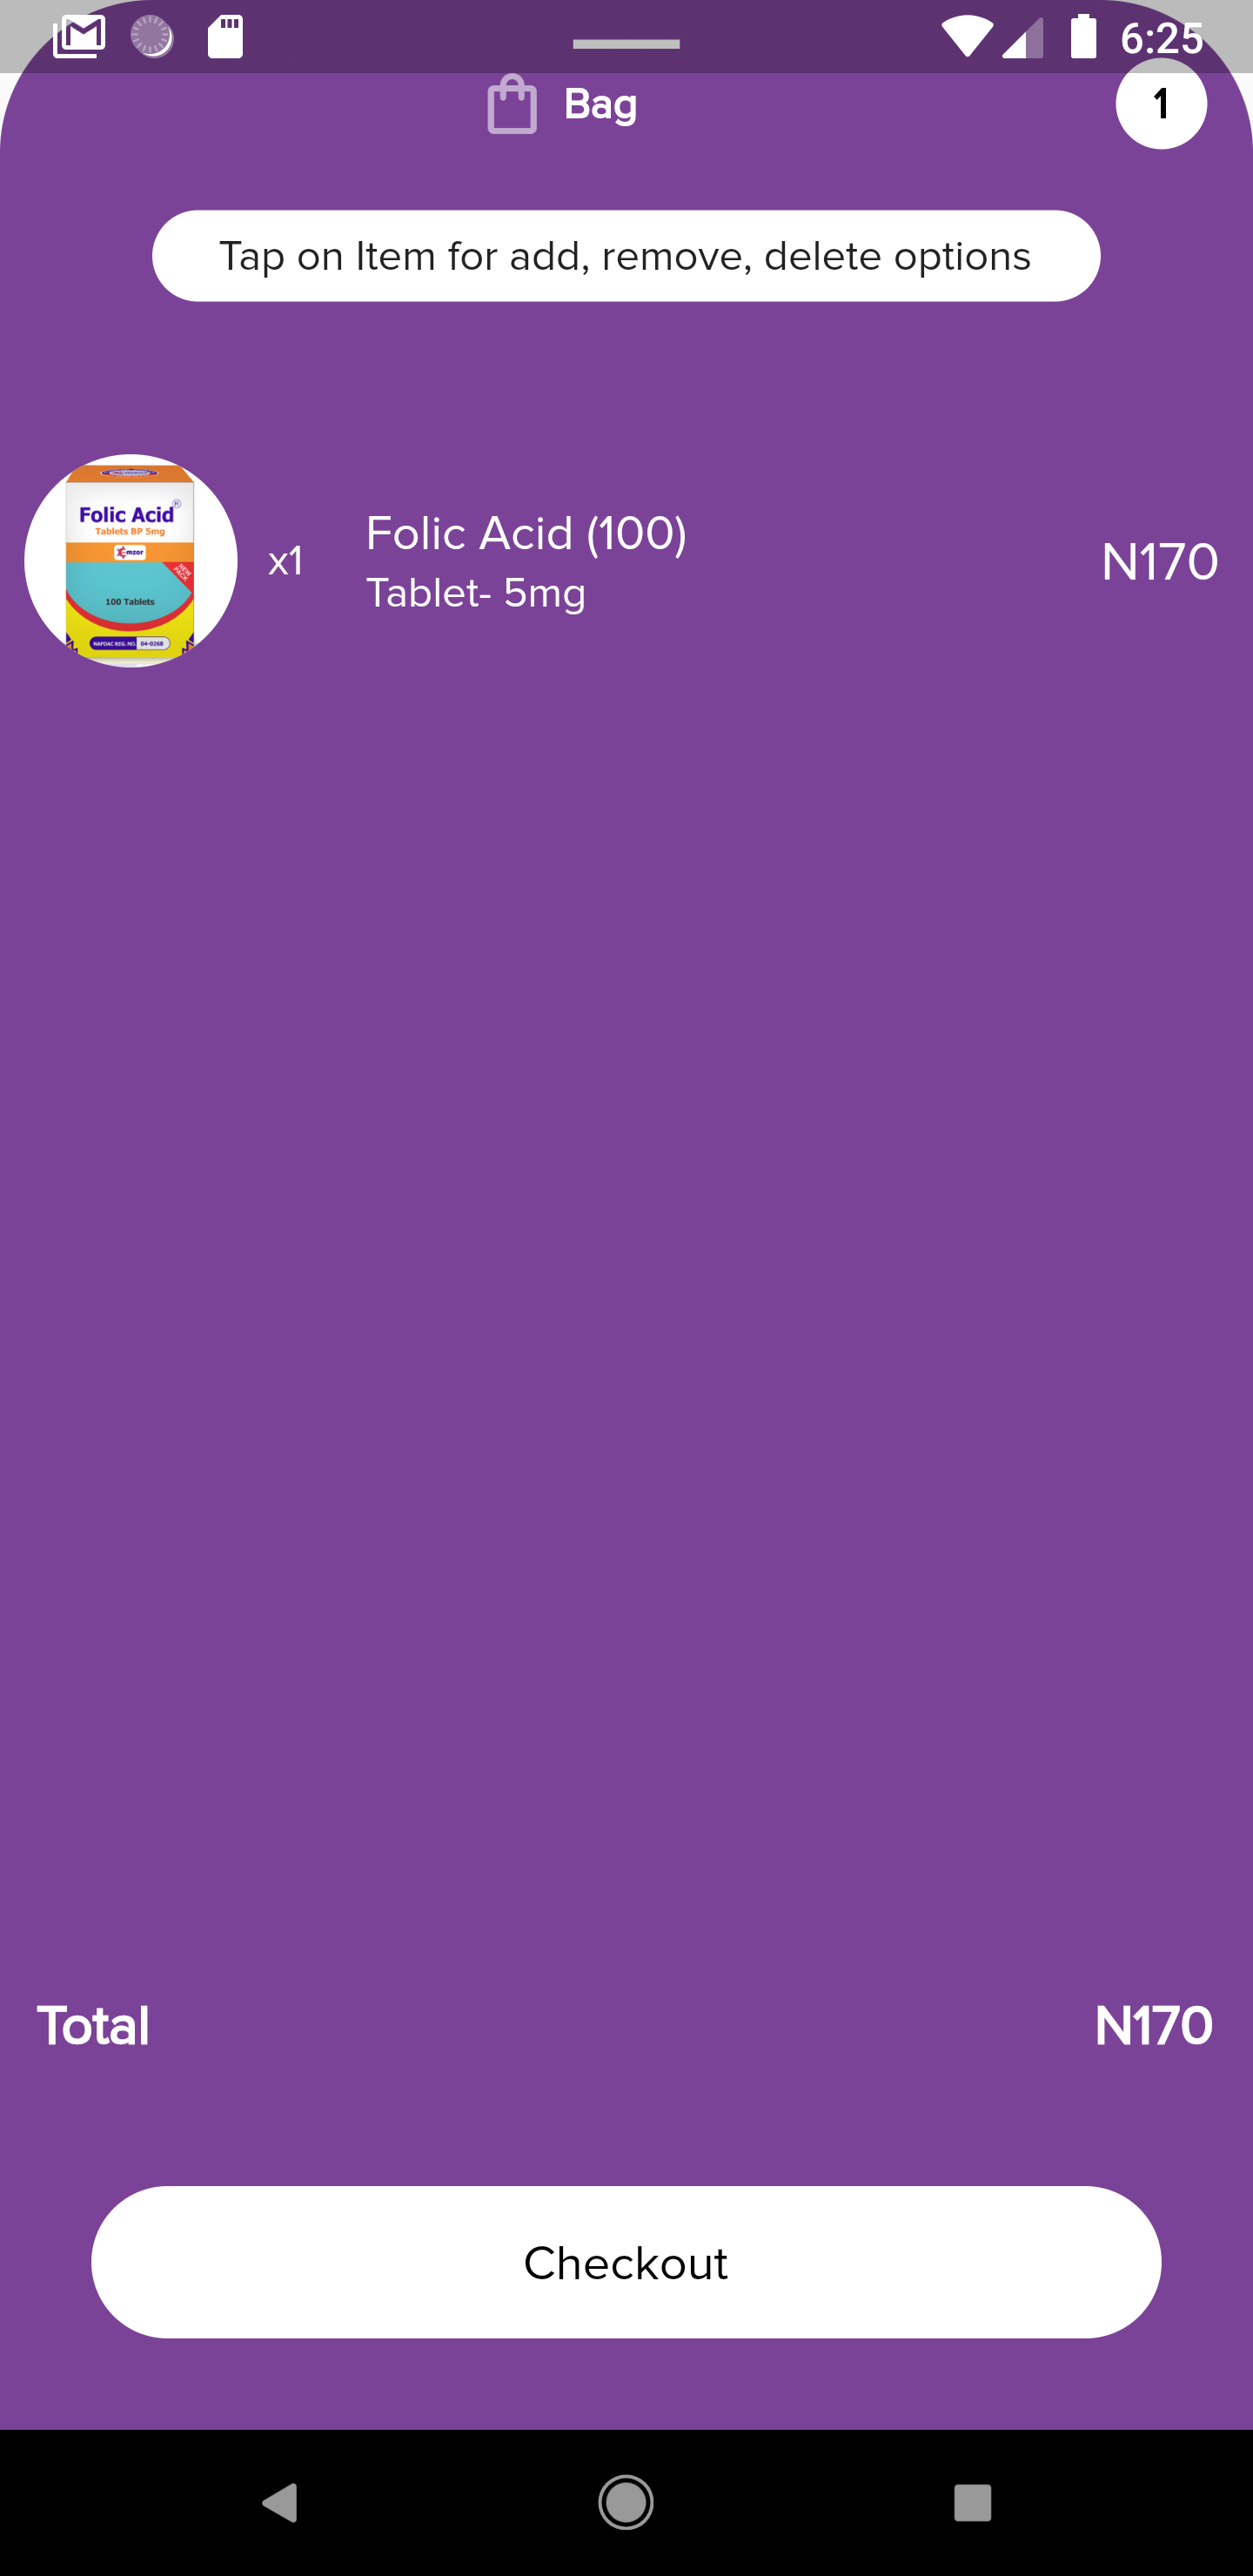 6:25
Bag
1
Tap on Item for add, remove, delete options
Folic Acid
Tablets BP 5mg
Emzor
NEW PACK
100 Tablets
NAFDAC REG. NO. 04-0268
x1
Folic Acid (100)
Tablet- 5mg
N170
Total
N170
Checkout